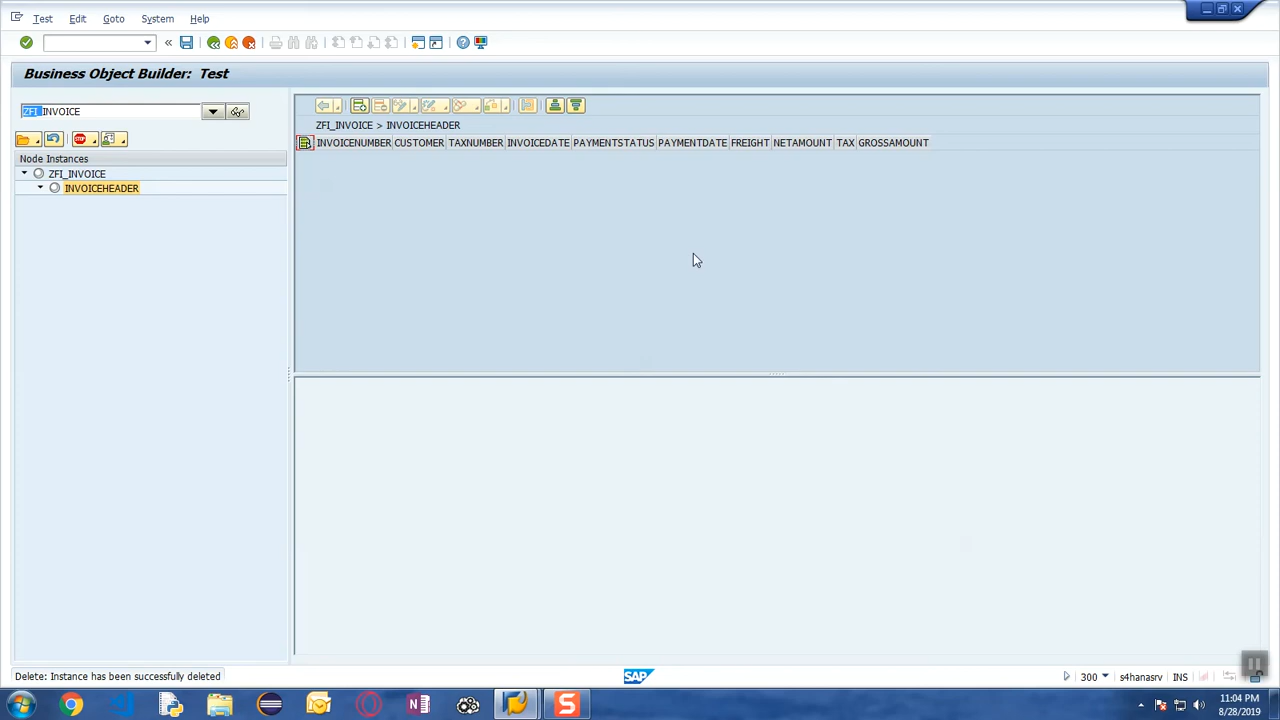 Test Edit Goto System Help
Business Object Builder: Test
ZFI_INVOICE
ZFI_INVOICE > INVOICEHEADER
INVOICENUMBER CUSTOMER TAXNUMBER INVOICEDATE PAYMENTSTATUS PAYMENTDATE FREIGHT NETAMOUNT TAX GROSSAMOUNT
Node Instances
ZFI_INVOICE
INVOICEHEADER
Delete: Instance has been successfully deleted
SAP
300 s4hanasrv INS
11:04 PM
8/28/2019